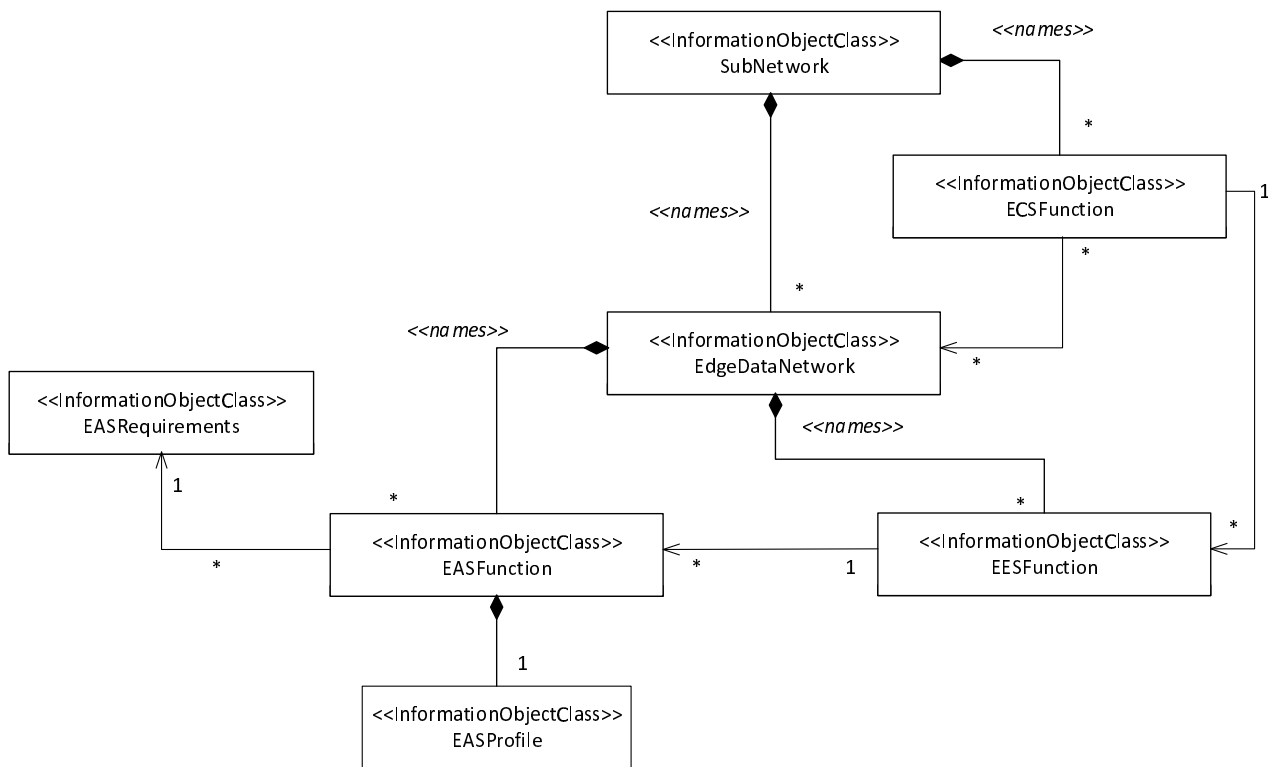 <<InformationObjectClass>>
SubNetwork
<<names>>
*
<<InformationObjectClass>>
ECSFunction
1
<<names>>
*
*
<<names>>
<<InformationObjectClass>>
EdgeDataNetwork
*
<<InformationObjectClass>>
EASRequirements
<<names>>
1
*
*
*
<<InformationObjectClass>>
EASFunction
<<InformationObjectClass>>
EESFunction
*
*
1
1
<<InformationObjectClass>>
EASProfile